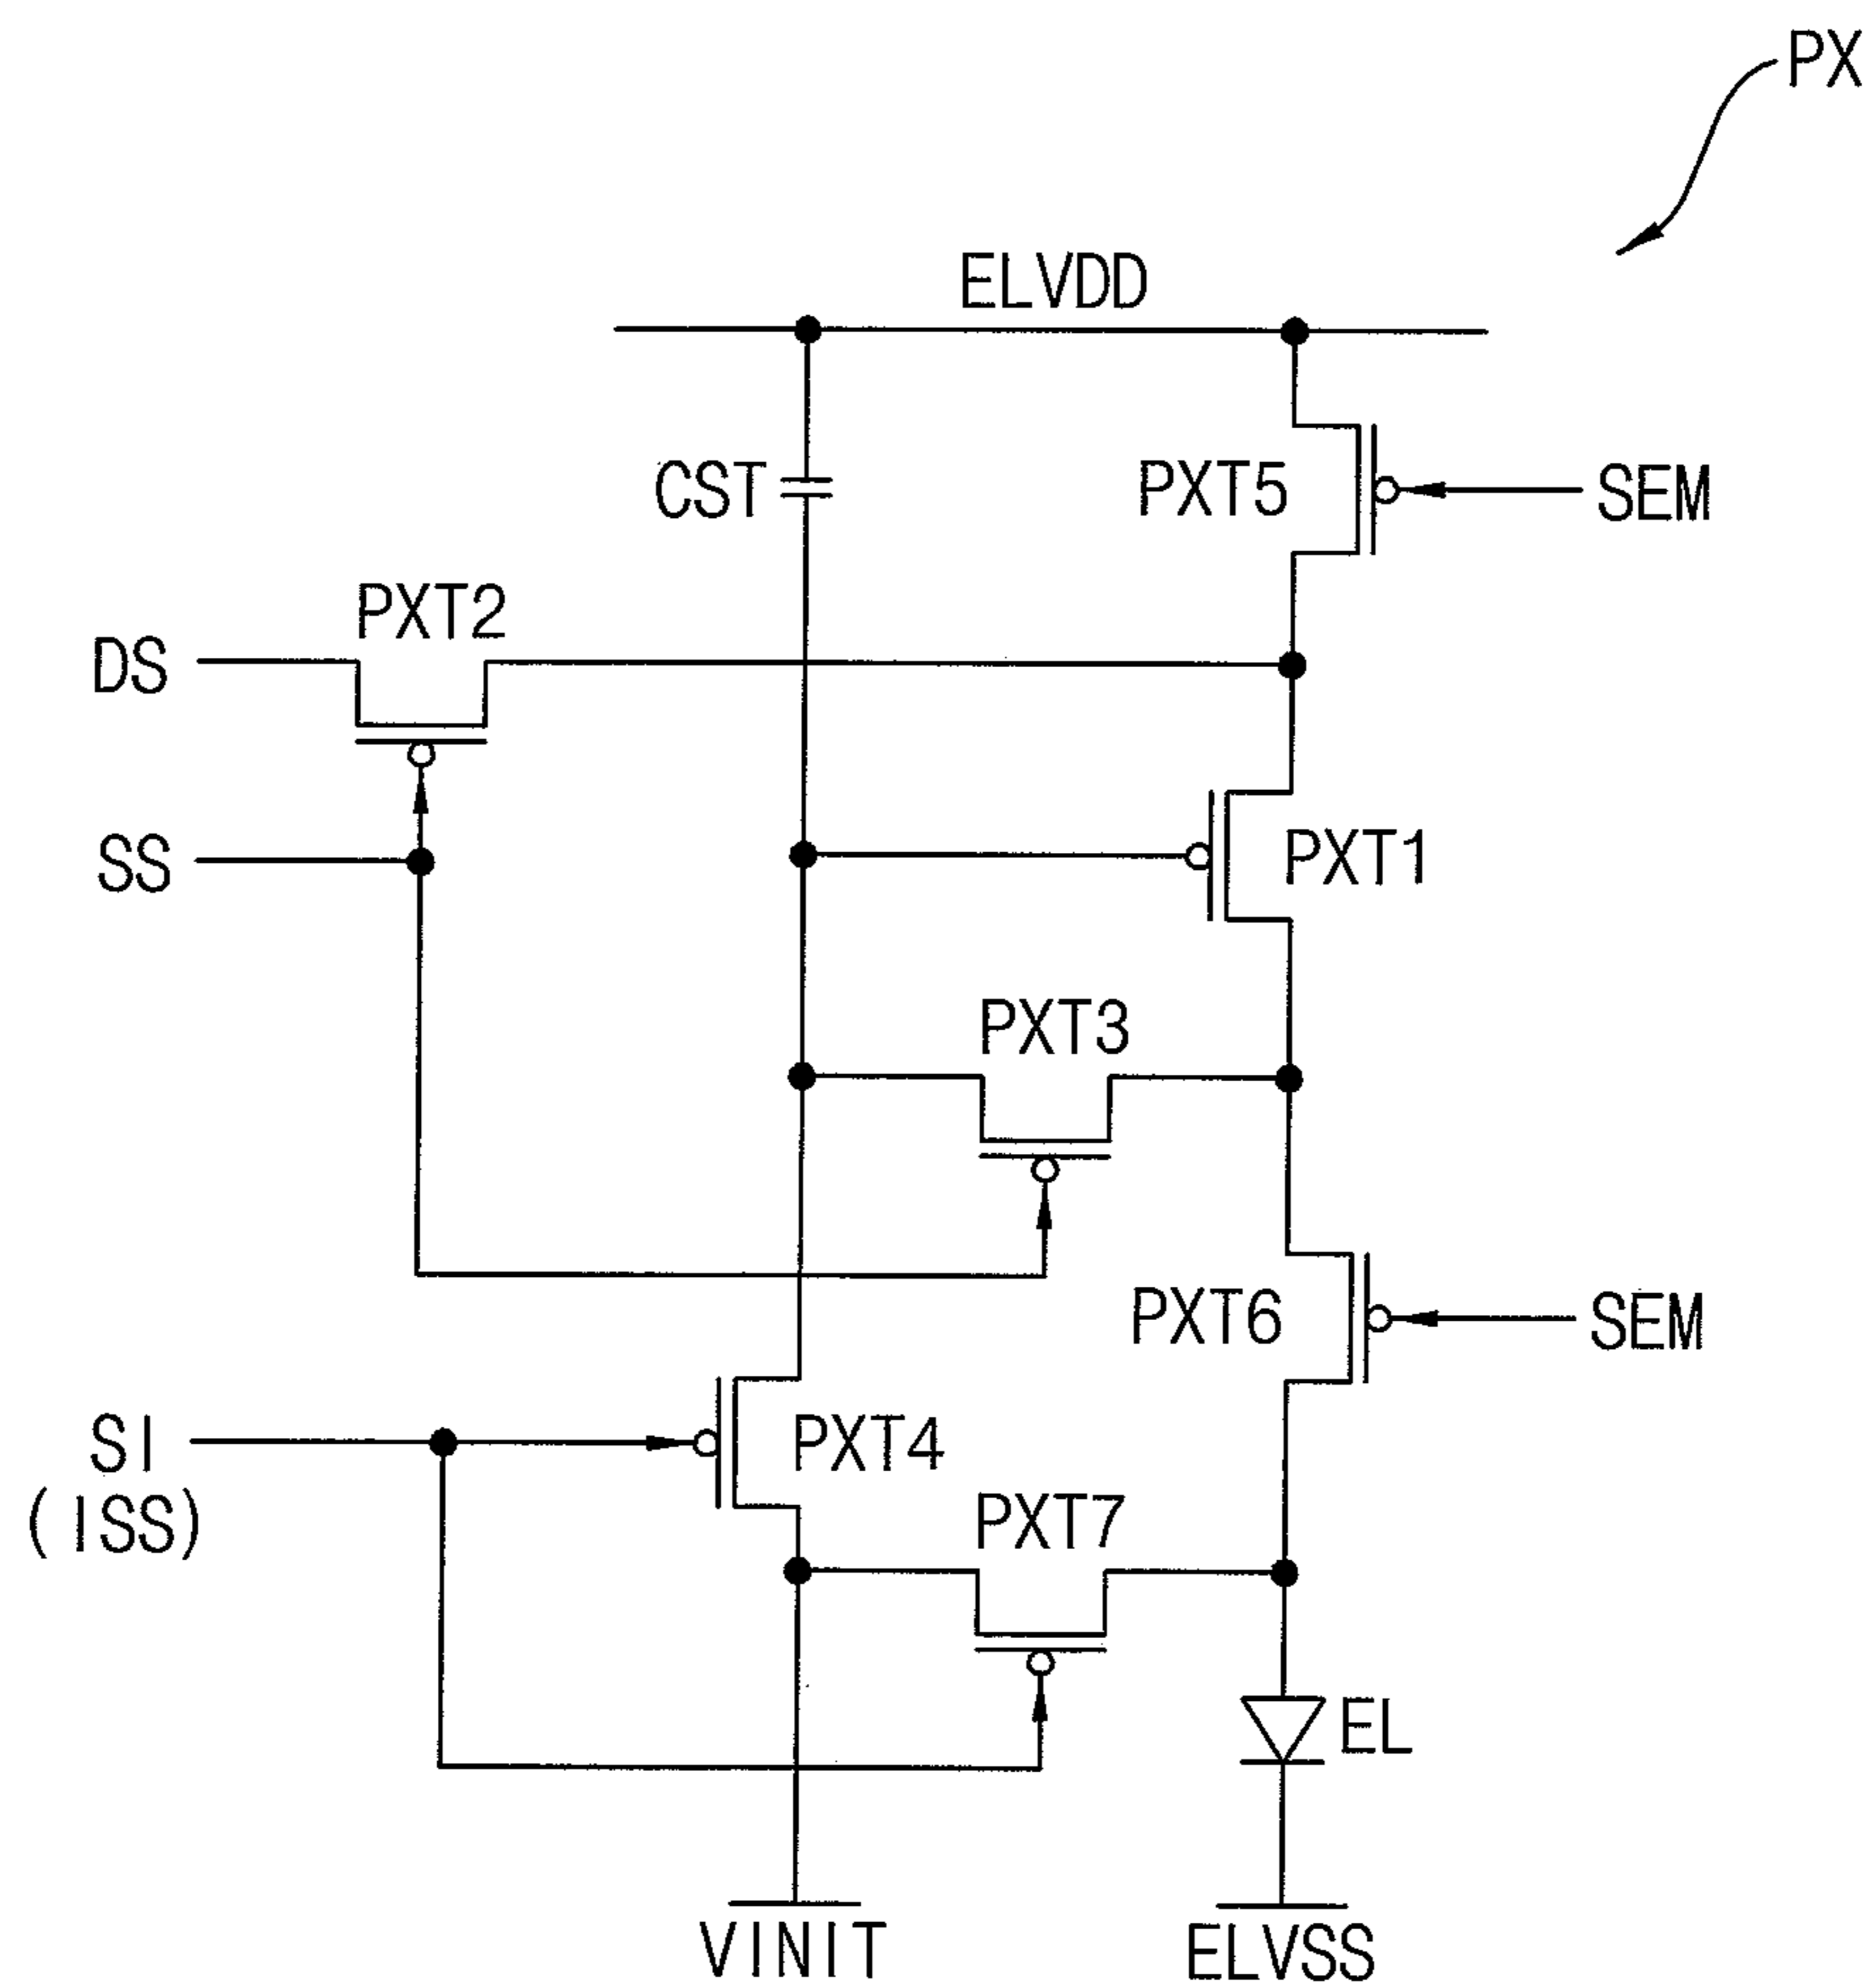 PX
ELVDD
CST
PXT5
SEM
PXT2
DS
SS
PXT1
PXT3
PXT6
SEM
SI
(ISS)
PXT4
PXT7
EL
VINIT
ELVSS